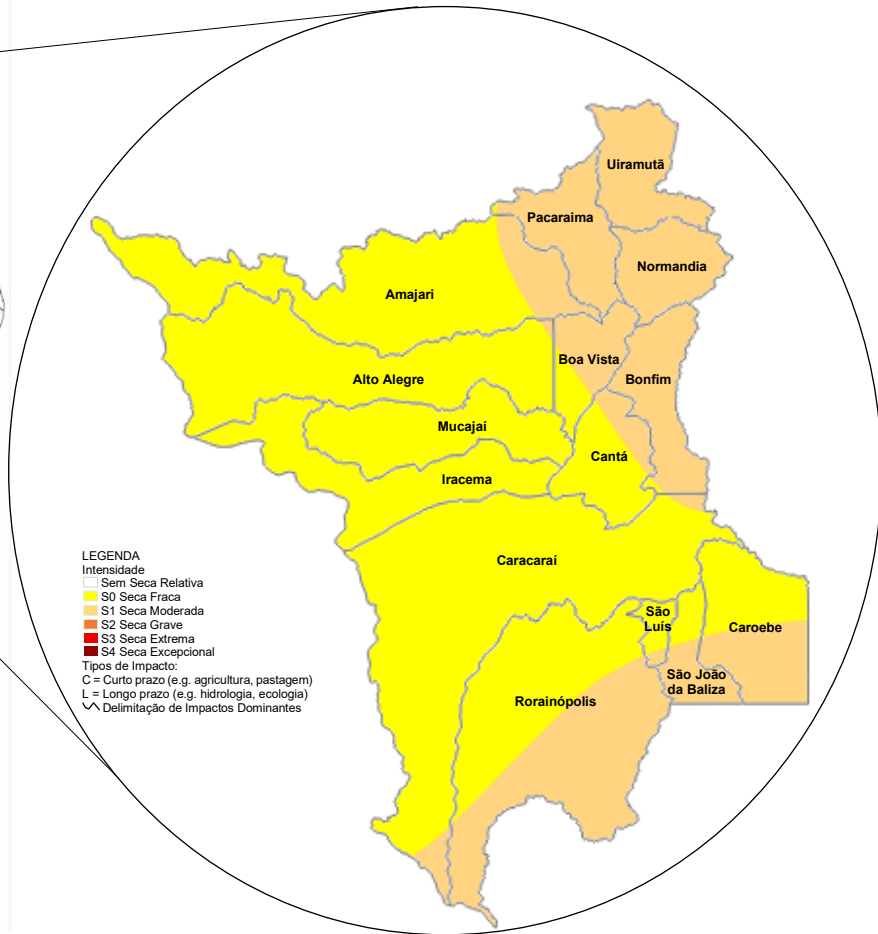 Uiramutã
Pacaraima
Normandia
Amajari
Boa Vista
Alto Alegre
Bonfim
Mucajaí
Cantá
Iracema
Caracaraí
São
Luís
Caroebe
São João
da Baliza
Rorainópolis
LEGENDA
Intensidade
Sem Seca Relativa
S0 Seca Fraca
S1 Seca Moderada
S2 Seca Grave
S3 Seca Extrema
S4 Seca Excepcional
Tipos de Impacto:
C = Curto prazo (e.g. agricultura, pastagem)
L = Longo prazo (e.g. hidrologia, ecologia)
Delimitação de Impactos Dominantes